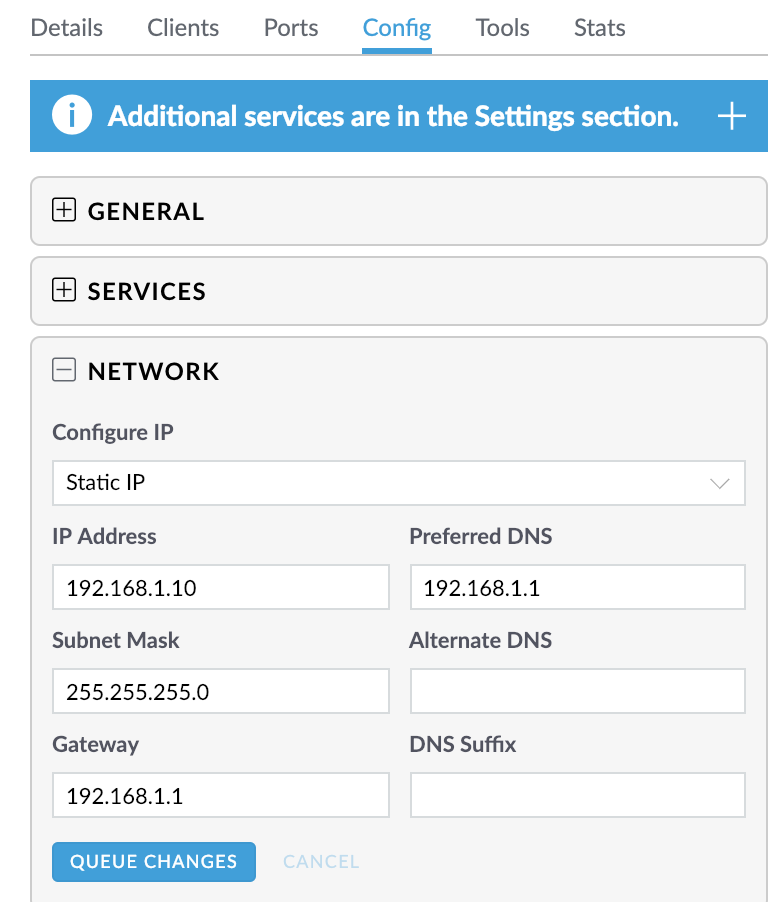 Details Clients Ports Config Tools Stats
Additional services are in the Settings section.
GENERAL
SERVICES
NETWORK
Configure IP
Static IP
IP Address Preferred DNS
192.168.1.10 192.168.1.1
Subnet Mask Alternate DNS
255.255.255.0
Gateway DNS Suffix
192.168.1.1
QUEUE CHANGES CANCEL